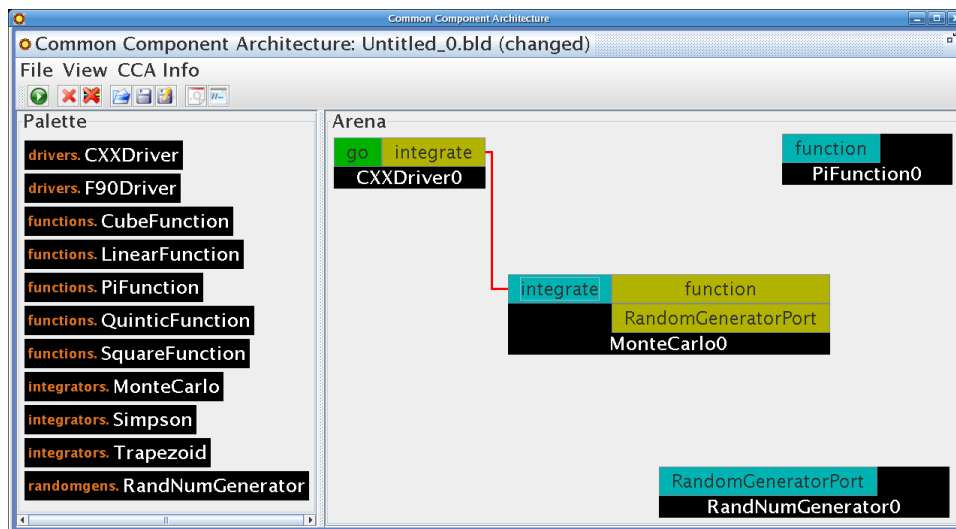 Common Component Architecture
Common Component Architecture: Untitled_0.bld (changed)
File View CCA Info
Palette
drivers. CXXDriver
drivers. F90Driver
functions. CubeFunction
functions. LinearFunction
functions. PiFunction
functions. QuinticFunction
functions. SquareFunction
integrators. MonteCarlo
integrators. Simpson
integrators. Trapezoid
randomgens. RandNumGenerator
Arena
go integrate
CXXDriver0
function
PiFunction0
integrate function
RandomGeneratorPort
MonteCarlo0
RandomGeneratorPort
RandNumGenerator0